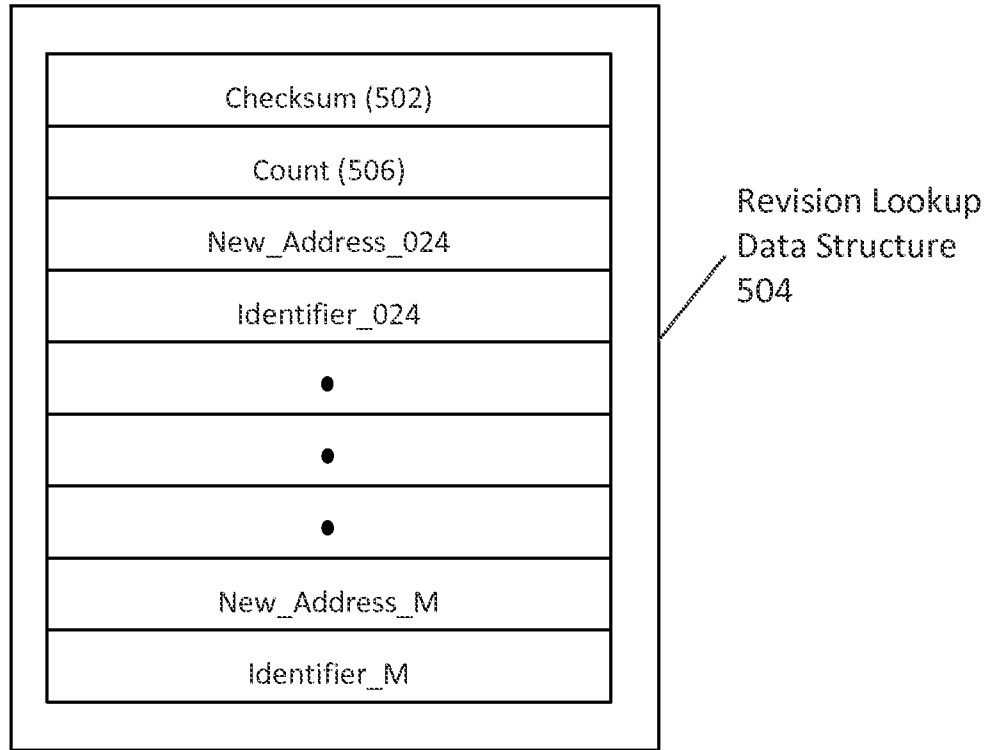 Checksum (502)
Count (506)
New_Address_024
Identifier_024
New_Address_M
Identifier_M
Revision Lookup
Data Structure
504